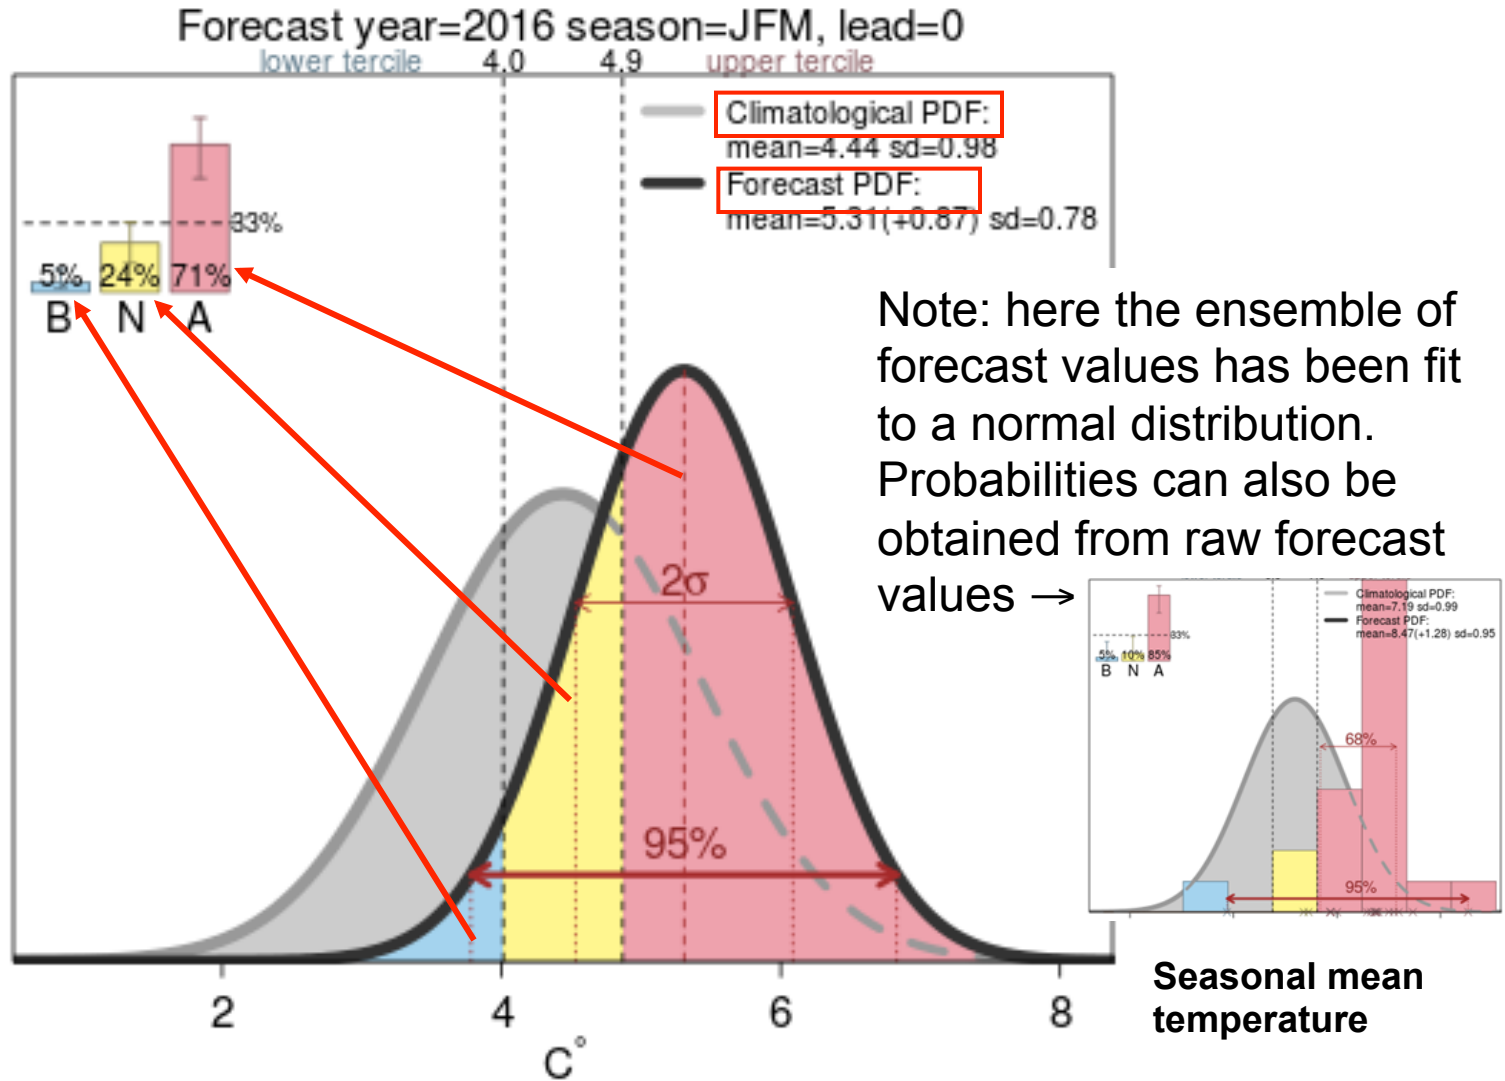 Forecast year=2016 season=JFM, lead=0
lower tercile 4.0 4.9 upper tercile
Climatological PDF:
mean=4.44 sd=0.98
Forecast PDF:
mean=5.31(+0.87) sd=0.78
33%
5% 24% 71%
B N A
Note: here the ensemble of
forecast values has been fit
to a normal distribution.
Probabilities can also be
obtained from raw forecast
values →
2σ
95%
Climatological PDF:
mean=7.19 sd=0.99
Forecast PDF:
mean=8.47(+1.28) sd=0.95
33%
5% 10% 85%
B N A
68%
95%
2 4 6 8
C°
Seasonal mean
temperature